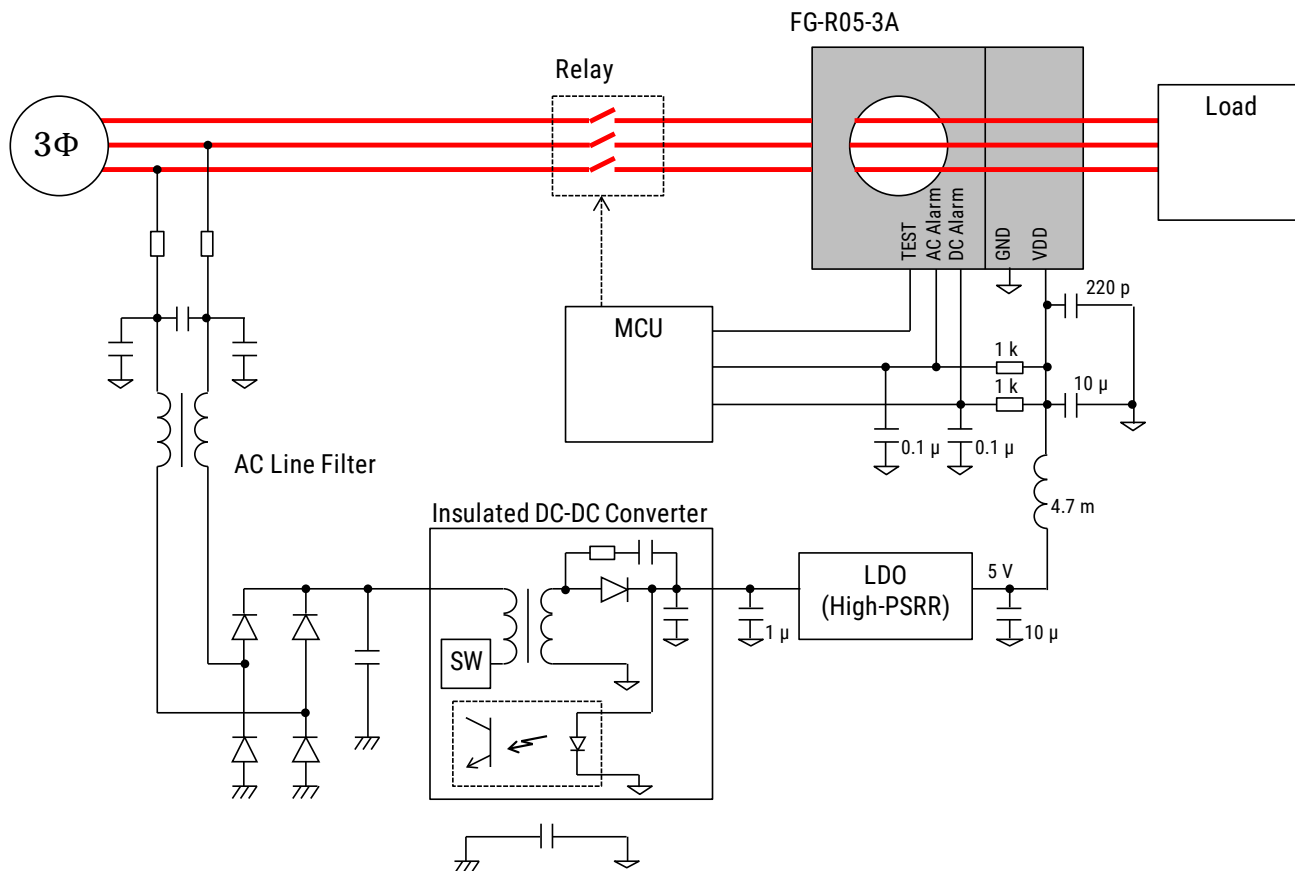 FG-R05-3A
Relay
3Φ
Load
TEST
AC Alarm
DC Alarm
GND
VDD
220 p
MCU
1 k
1 k
10 µ
0.1 µ
0.1 µ
AC Line Filter
4.7 m
Insulated DC-DC Converter
LDO
(High-PSRR)
5 V
1 µ
10 µ
SW